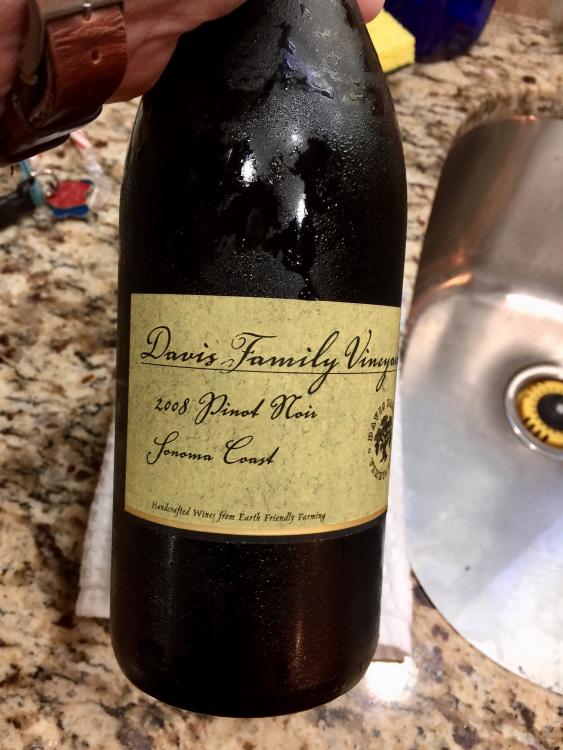 Davis Family Vineya
2008 Pinot Noir
Sonoma Coast
Handcrafted Wines from Earth Friendly Farming